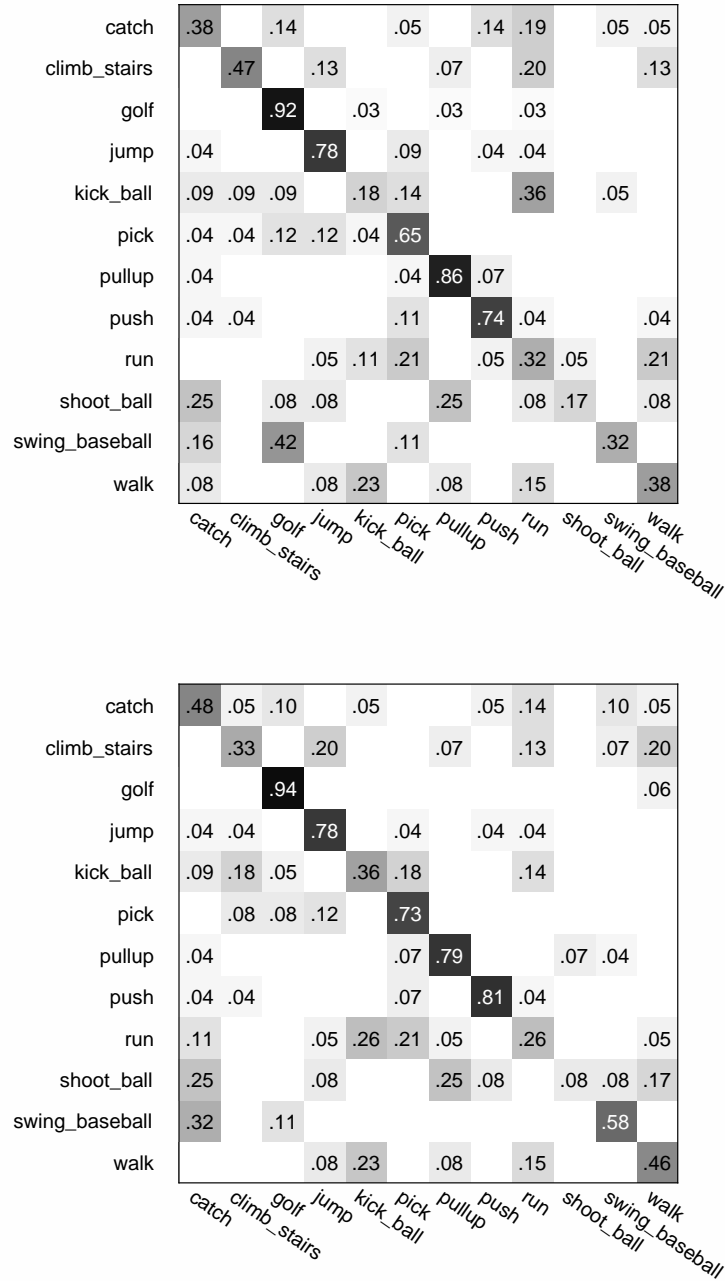 catch .38 .14 .05 .14 .19 .05 .05
climb_stairs .47 .13 .07 .20 .13
golf .92 .03 .03 .03
jump .04 .78 .09 .04 .04
kick_ball .09 .09 .09 .18 .14 .36 .05
pick .04 .04 .12 .12 .04 .65
pullup .04 .04 .86 .07
push .04 .04 .11 .74 .04 .04
run .05 .11 .21 .05 .32 .05 .21
shoot_ball .25 .08 .08 .25 .08 .17 .08
swing_baseball .16 .42 .11 .32
walk .08 .08 .23 .08 .15 .38
catch climb_stairs golf jump kick_ball pick pullup push run shoot_ball swing_baseball walk
catch .48 .05 .10 .05 .05 .14 .10 .05
climb_stairs .33 .20 .07 .13 .07 .20
golf .94 .06
jump .04 .04 .78 .04 .04 .04
kick_ball .09 .18 .05 .36 .18 .14
pick .08 .08 .12 .73
pullup .04 .07 .79 .07 .04
push .04 .04 .07 .81 .04
run .11 .05 .26 .21 .05 .26 .05
shoot_ball .25 .08 .25 .08 .08 .08 .17
swing_baseball .32 .11 .58
walk .08 .23 .08 .15 .46
catch climb_stairs golf jump kick_ball pick pullup push run shoot_ball swing_baseball walk